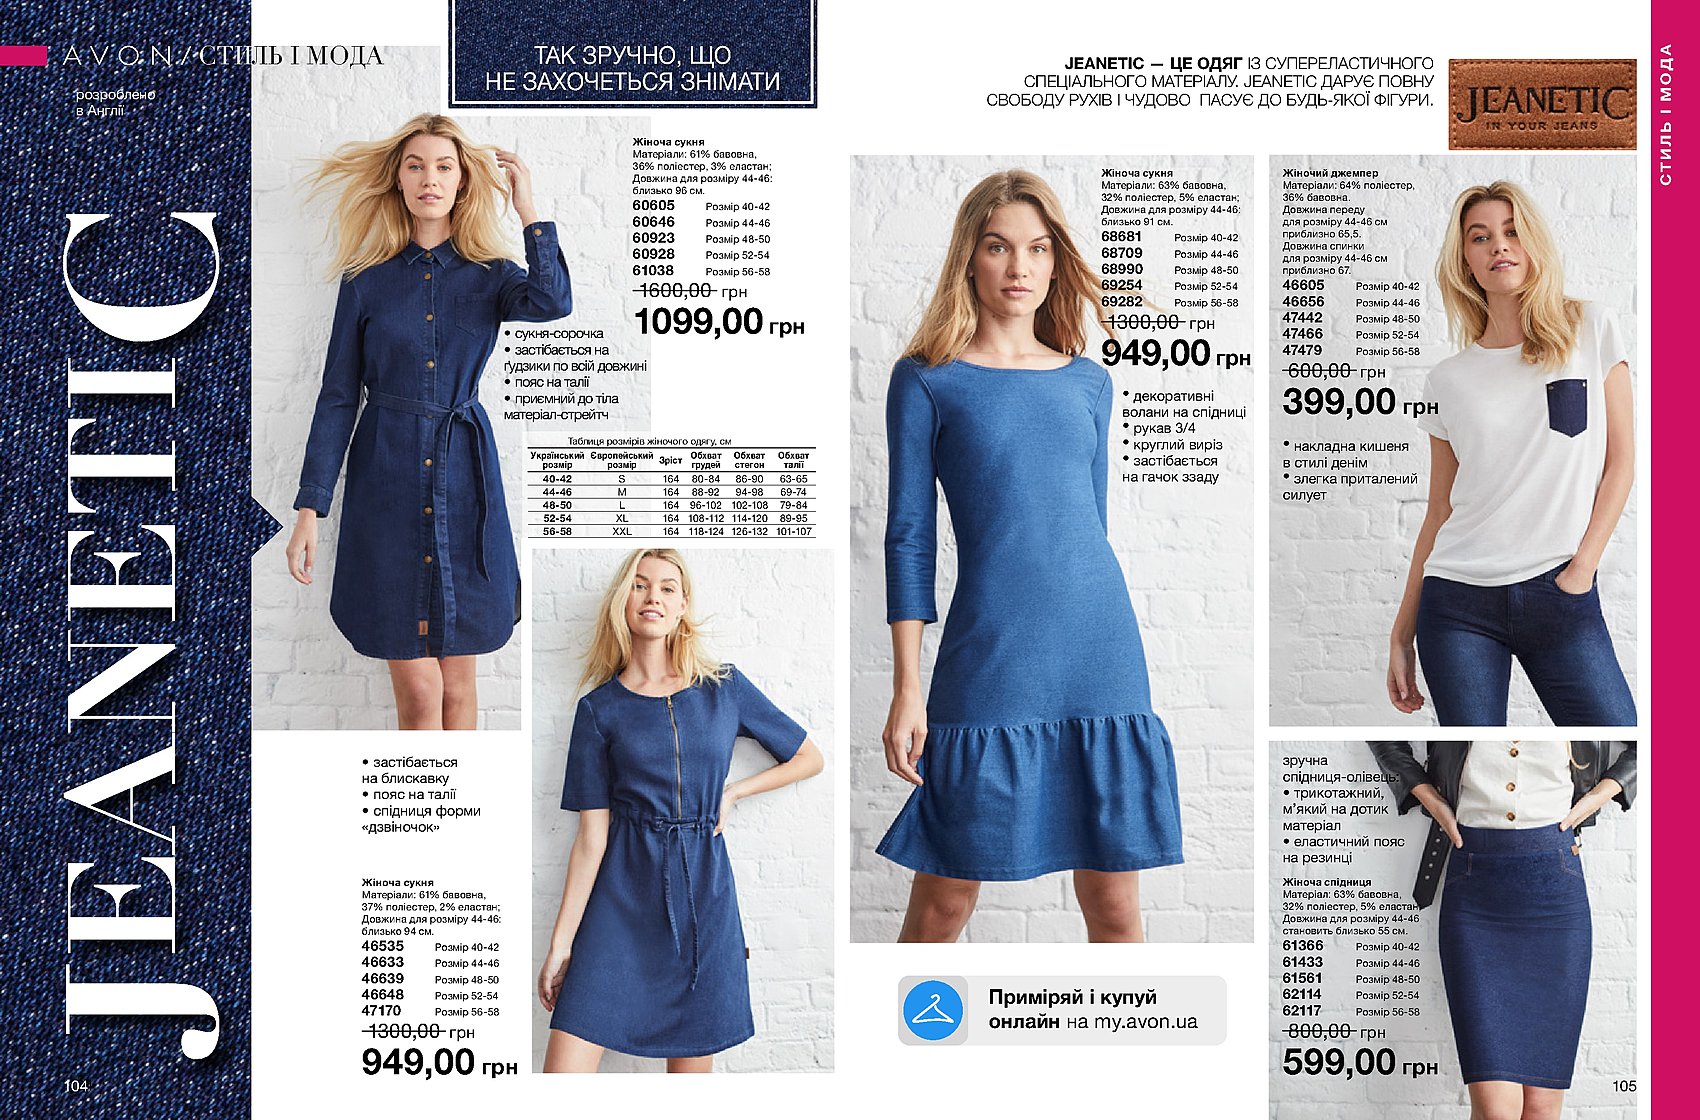 AVON / СТИЛЬ І МОДА
розроблено
в Англії
JEANETIC
ТАК ЗРУЧНО, ЩО
НЕ ЗАХОЧЕТЬСЯ ЗНІМАТИ
Жіноча сукня
Матеріали: 61% бавовна,
36% поліестер, 3% еластан;
Довжина для розміру 44-46:
близько 96 см.
60605 Розмір 40-42
60646 Розмір 44-46
60923 Розмір 48-50
60928 Розмір 52-54
61038 Розмір 56-58
1600,00 грн
1099,00 грн
• сукня-сорочка
• застібається на
ґудзики по всій довжині
• пояс на талії
• приємний до тіла
матеріал-стрейтч
Таблиця розмірів жіночого одягу, см
Український розмір Європейський розмір Зріст Обхват грудей Обхват стегон Обхват талії
40-42 S 164 80-84 86-90 63-65
44-46 M 164 88-92 94-98 69-74
48-50 L 164 96-102 102-108 79-84
52-54 XL 164 108-112 114-120 89-95
56-58 XXL 164 118-124 126-132 101-107
• застібається
на блискавку
• пояс на талії
• спідниця форми
«дзвіночок»
Жіноча сукня
Матеріали: 61% бавовна,
37% поліестер, 2% еластан;
Довжина для розміру 44-46:
близько 94 см.
46535 Розмір 40-42
46633 Розмір 44-46
46639 Розмір 48-50
46648 Розмір 52-54
47170 Розмір 56-58
1300,00 грн
949,00 грн
104
JEANETIC — ЦЕ ОДЯГ ІЗ СУПЕРЕЛАСТИЧНОГО
СПЕЦІАЛЬНОГО МАТЕРІАЛУ. JEANETIC ДАРУЄ ПОВНУ
СВОБОДУ РУХІВ І ЧУДОВО ПАСУЄ ДО БУДЬ-ЯКОЇ ФІГУРИ.
JEANETIC
IN YOUR JEANS
СТИЛЬ І МОДА
Жіноча сукня
Матеріали: 63% бавовна,
32% поліестер, 5% еластан;
Довжина для розміру 44-46:
близько 91 см.
68681 Розмір 40-42
68709 Розмір 44-46
68990 Розмір 48-50
69254 Розмір 52-54
69282 Розмір 56-58
1300,00 грн
949,00 грн
• декоративні
волани на спідниці
• рукав 3/4
• круглий виріз
• застібається
на гачок ззаду
Жіночий джемпер
Матеріали: 64% поліестер,
36% бавовна.
Довжина переду
для розміру 44-46 см
приблизно 65,5.
Довжина спинки
для розміру 44-46 см
приблизно 67.
46605 Розмір 40-42
46656 Розмір 44-46
47442 Розмір 48-50
47466 Розмір 52-54
47479 Розмір 56-58
600,00 грн
399,00 грн
• накладна кишеня
в стилі денім
• злегка приталений
силует
зручна
спідниця-олівець:
• трикотажний,
м'який на дотик
матеріал
• еластичний пояс
на резинці
Жіноча спідниця
Матеріал: 63% бавовна,
32% поліестер, 5% еластан.
Довжина для розміру 44-46
становить близько 55 см.
61366 Розмір 40-42
61433 Розмір 44-46
61561 Розмір 48-50
62114 Розмір 52-54
62117 Розмір 56-58
800,00 грн
599,00 грн
Приміряй і купуй
онлайн на my.avon.ua
105